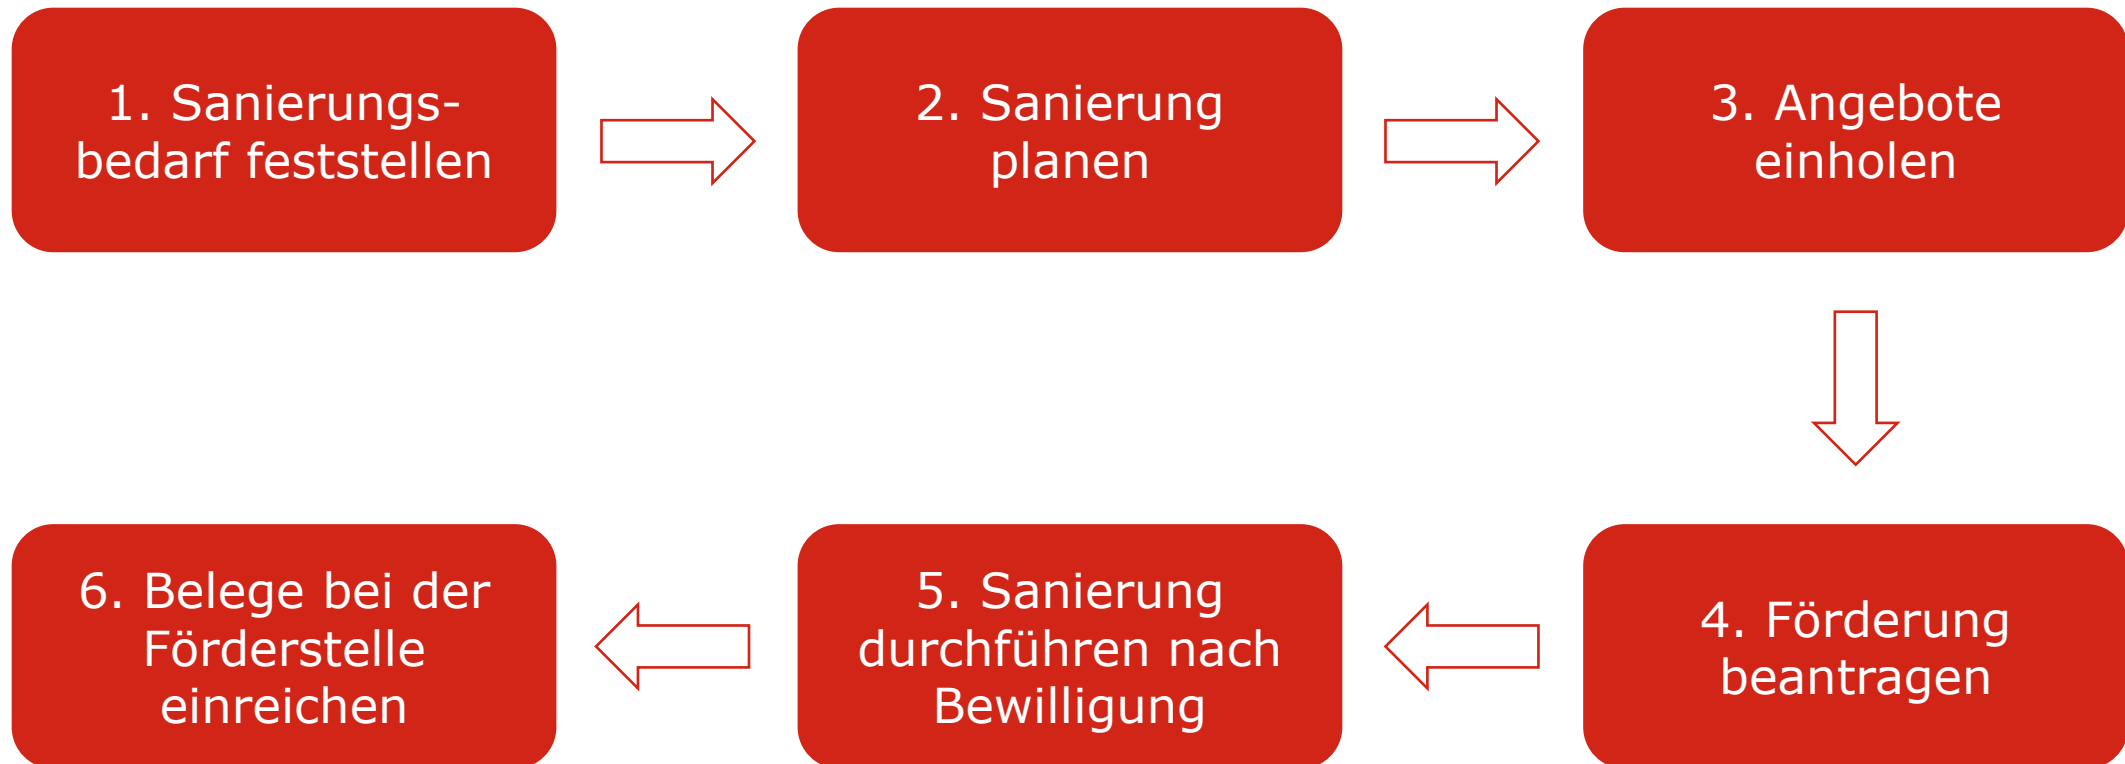 1. Sanierungs-
bedarf feststellen
2. Sanierung
planen
3. Angebote
einholen
4. Förderung
beantragen
5. Sanierung
durchführen nach
Bewilligung
6. Belege bei der
Förderstelle
einreichen